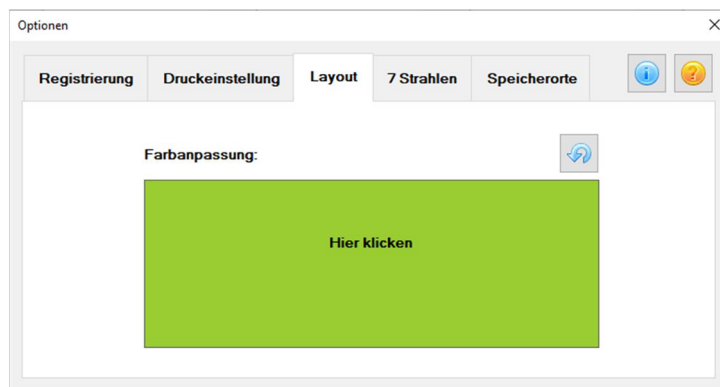 Optionen
Registrierung Druckeinstellung Layout 7 Strahlen Speicherorte
Farbanpassung:
Hier klicken